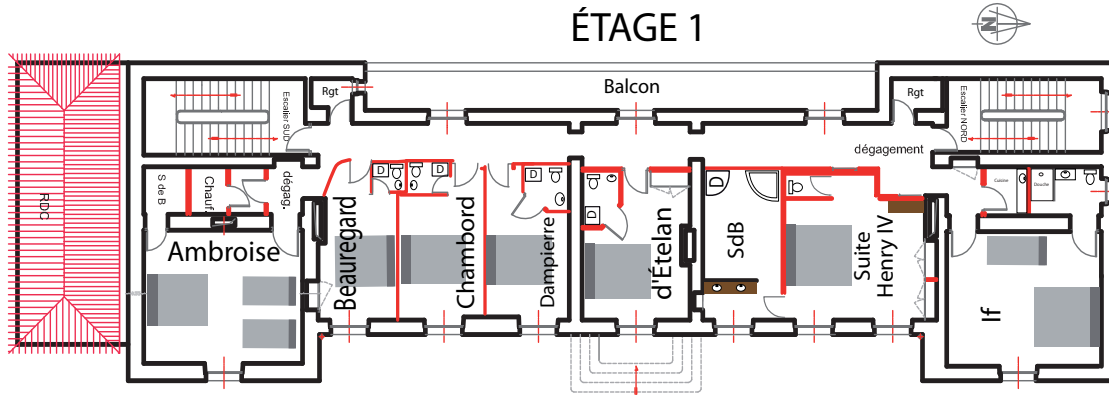 ÉTAGE 1
N
Balcon
Rgt
Rgt
Escalier SUD
Escalier NORD
dégagement
RDC
S de B
Chauf.
dégag.
D
D
D
D
D
Cuisine
Douche
Ambroise
Beauregard
Chambord
Dampierre
d'Ételan
SdB
Suite
Henry IV
If